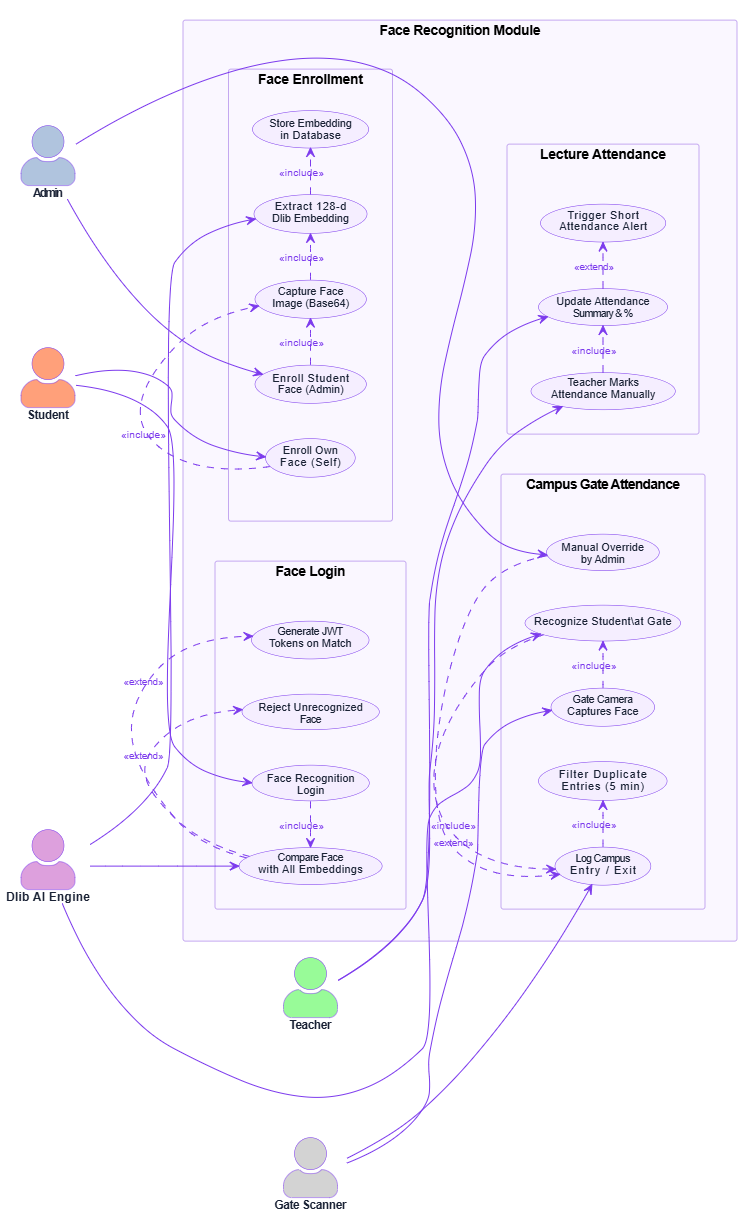 Face Recognition Module
Face Enrollment
Store Embedding
in Database
«include»
Extract 128-d
Dlib Embedding
«include»
Capture Face
Image (Base64)
«include»
Enroll Student
Face (Admin)
«include»
Enroll Own
Face (Self)
Admin
Student
Lecture Attendance
Trigger Short
Attendance Alert
«extend»
Update Attendance
Summary & %
«include»
Teacher Marks
Attendance Manually
Face Login
Generate JWT
Tokens on Match
«extend»
Reject Unrecognized
Face
«extend»
Face Recognition
Login
«include»
Compare Face
with All Embeddings
Campus Gate Attendance
Manual Override
by Admin
Recognize Student\at Gate
«include»
Gate Camera
Captures Face
Filter Duplicate
Entries (5 min)
«include»
«include»
«extend»
Log Campus
Entry / Exit
Dlib AI Engine
Teacher
Gate Scanner